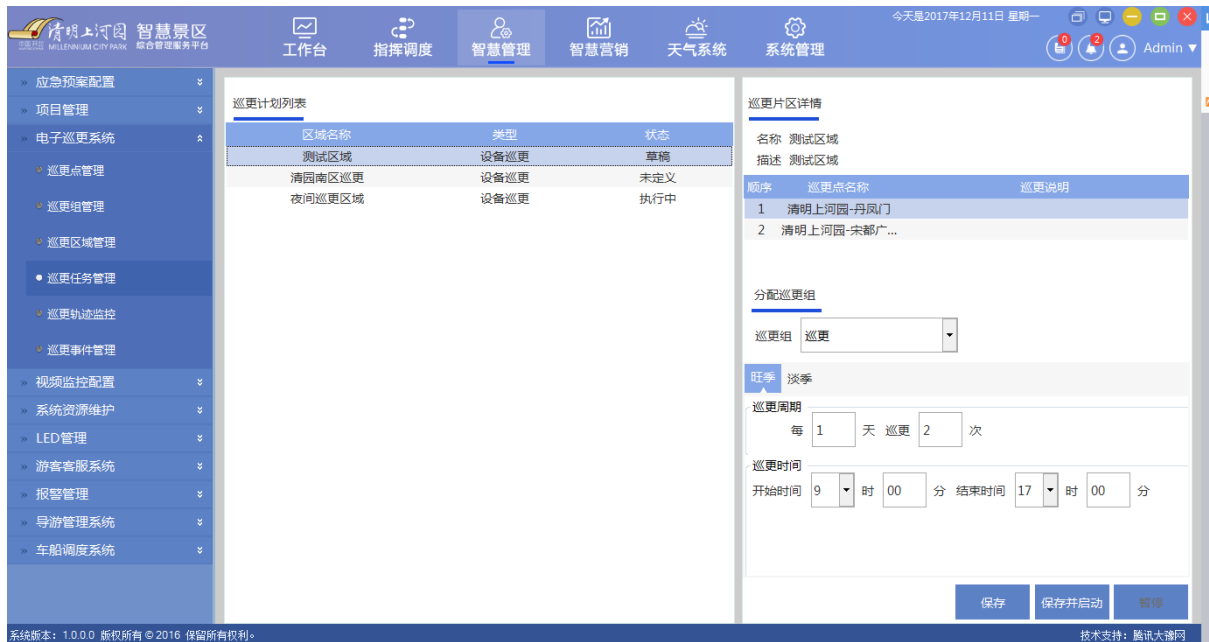 清明上河园 智慧景区
MILLENNIUM CITY PARK 综合管理服务平台
工作台 指挥调度 智慧管理 智慧营销 天气系统 系统管理
今天是2017年12月11日 星期一
9 2 Admin
应急预案配置
项目管理
电子巡更系统
巡更点管理
巡更组管理
巡更区域管理
巡更任务管理
巡更轨迹监控
巡更事件管理
视频监控配置
系统资源维护
LED管理
游客客服系统
报警管理
导游管理系统
车船调度系统
巡更计划列表
区域名称 类型 状态
测试区域 设备巡更 草稿
清园南区巡更 设备巡更 未定义
夜间巡更区域 设备巡更 执行中
巡更片区详情
名称 测试区域
描述 测试区域
顺序 巡更点名称 巡更说明
1 清明上河园-丹凤门
2 清明上河园-宋都广...
分配巡更组
巡更组 巡更
旺季 淡季
巡更周期
每 1 天 巡更 2 次
巡更时间
开始时间 9 时 00 分 结束时间 17 时 00 分
保存 保存并启动 暂停
系统版本：1.0.0.0 版权所有©2016 保留所有权利。 技术支持：腾讯大豫网